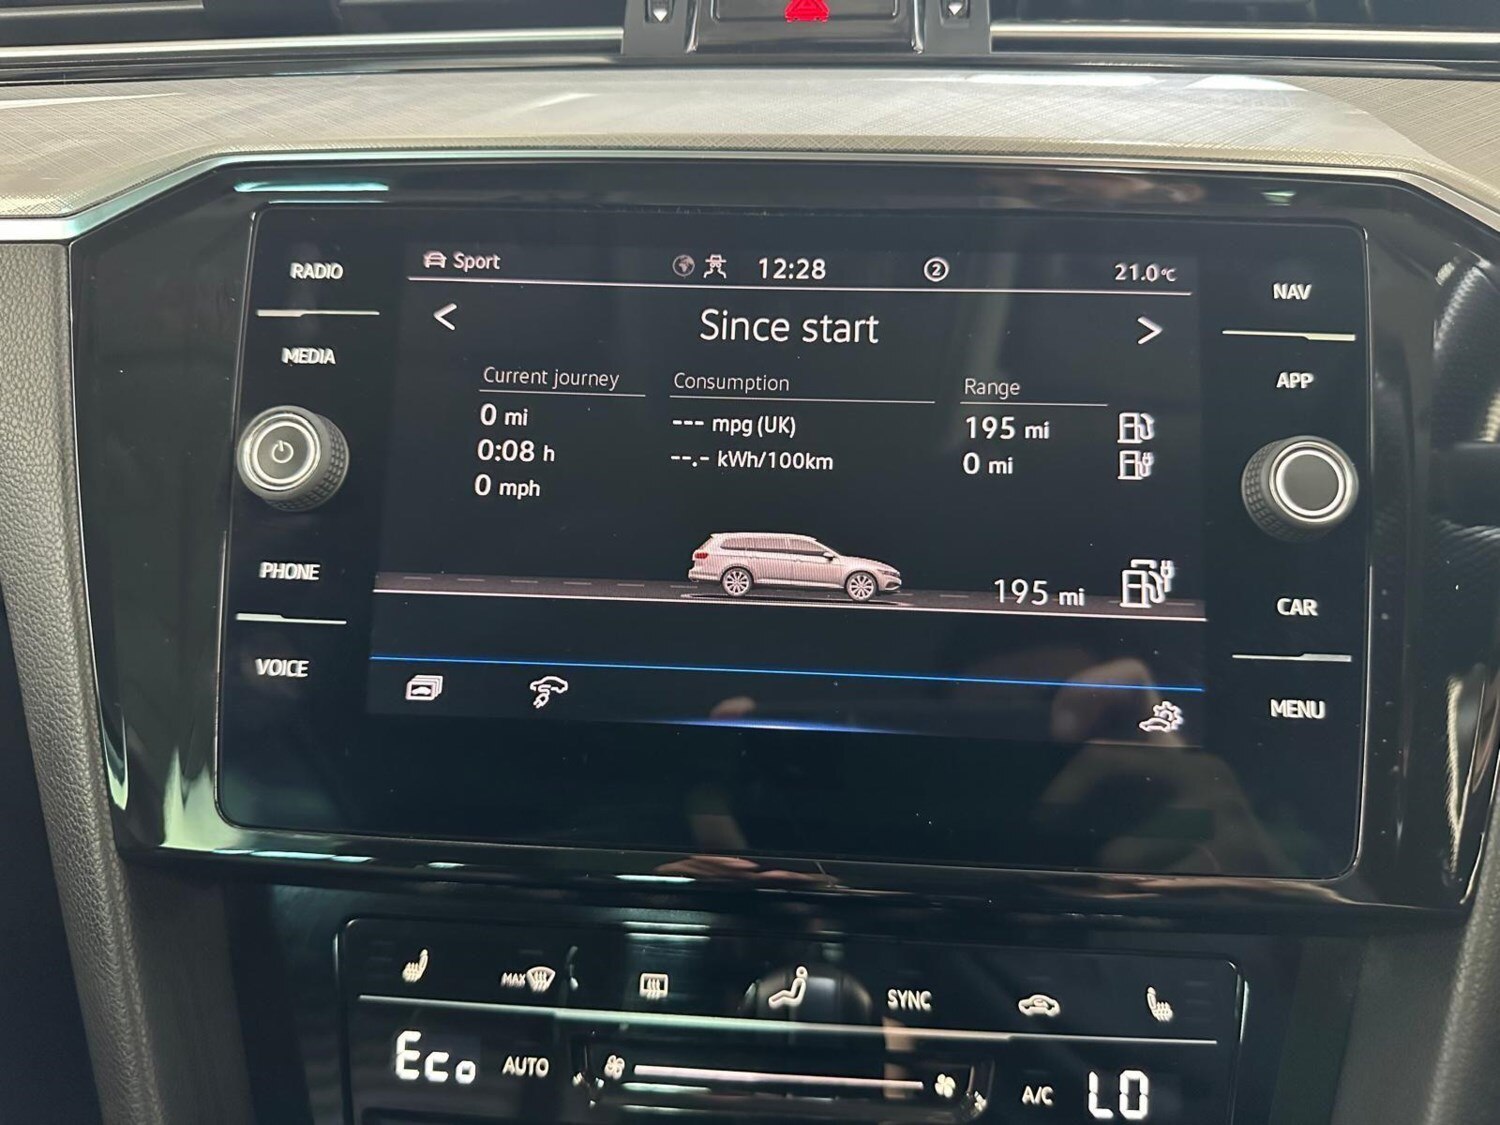 RADIO
MEDIA
PHONE
VOICE
Sport
12:28
2
21.0°C
< Since start >
Current journey
0 mi
0:08 h
0 mph
Consumption
--- mpg (UK)
--.- kWh/100km
Range
195 mi
0 mi
195 mi
NAV
APP
CAR
MENU
MAX
SYNC
Eco AUTO
A/C LO